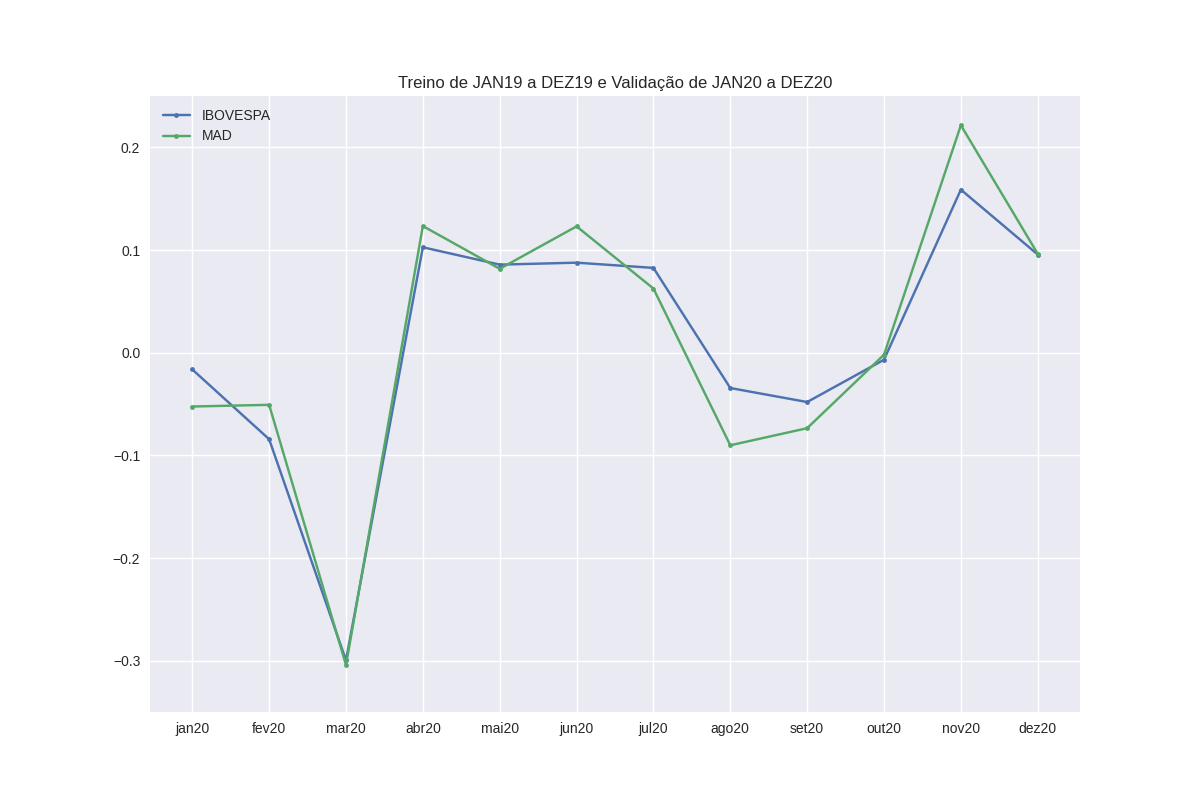 Treino de JAN19 a DEZ19 e Validação de JAN20 a DEZ20
IBOVESPA
MAD
0.2
0.1
0.0
−0.1
−0.2
−0.3
jan20 fev20 mar20 abr20 mai20 jun20 jul20 ago20 set20 out20 nov20 dez20